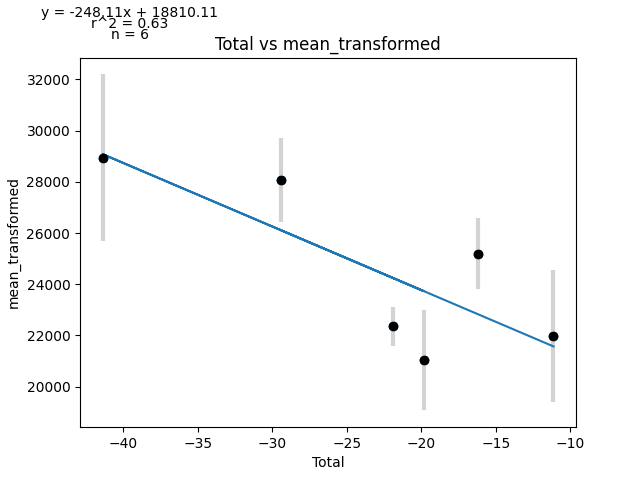 y = -248.11x + 18810.11
r^2 = 0.63
n = 6
Total vs mean_transformed
mean_transformed
32000
30000
28000
26000
24000
22000
20000
−40
−35
−30
−25
−20
−15
−10
Total